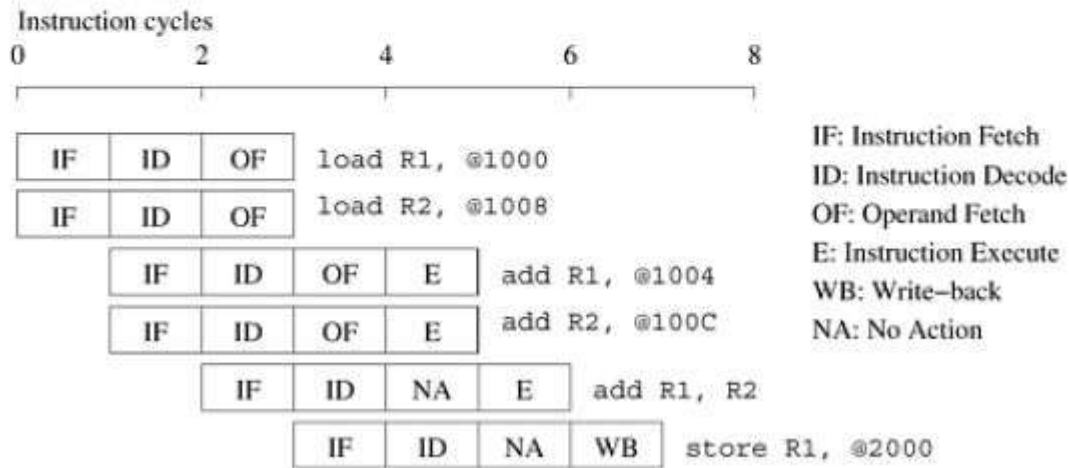 Instruction cycles
0 2 4 6 8
IF ID OF load R1, @1000
IF ID OF load R2, @1008
IF ID OF E add R1, @1004
IF ID OF E add R2, @100C
IF ID NA E add R1, R2
IF ID NA WB store R1, @2000
IF: Instruction Fetch
ID: Instruction Decode
OF: Operand Fetch
E: Instruction Execute
WB: Write-back
NA: No Action